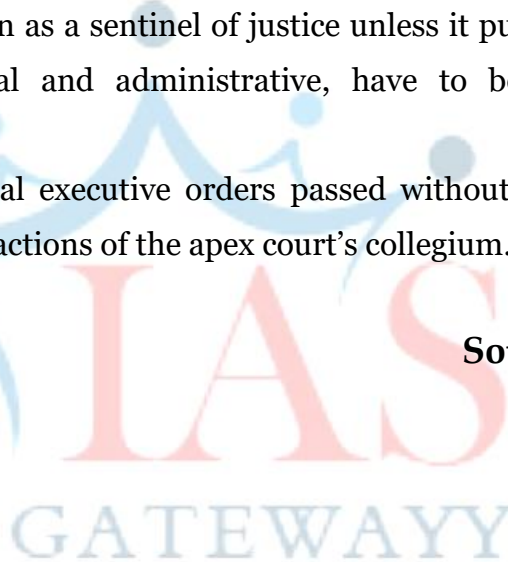 n as a sentinel of justice unless it pu
al and administrative, have to b
al executive orders passed without
actions of the apex court's collegium.
So
IAS
GATEWAYY